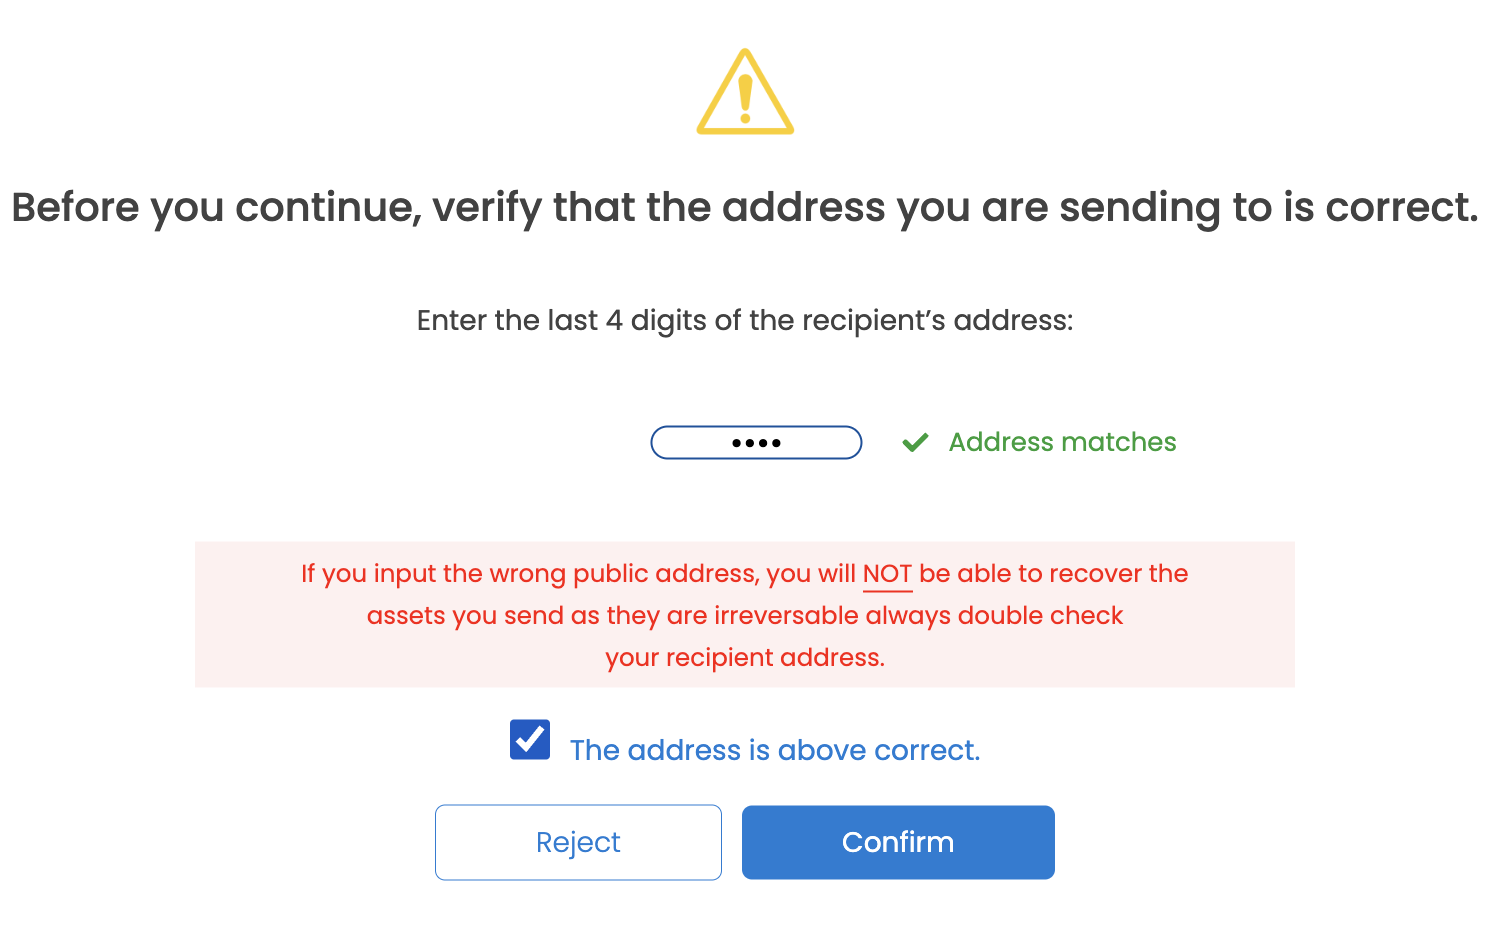 Before you continue, verify that the address you are sending to is correct.
Enter the last 4 digits of the recipient’s address:
•••• Address matches
If you input the wrong public address, you will NOT be able to recover the
assets you send as they are irreversable always double check
your recipient address.
The address is above correct.
Reject Confirm